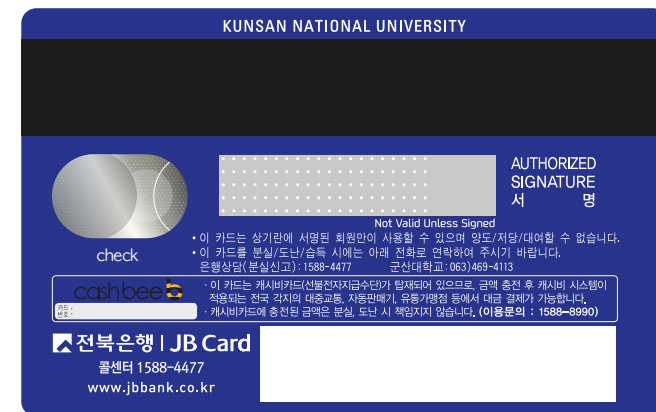 KUNSAN NATIONAL UNIVERSITY
AUTHORIZED
SIGNATURE
서 명
Not Valid Unless Signed
check
• 이 카드는 상기란에 서명된 회원만이 사용할 수 있으며 양도/저당/대여할 수 없습니다.
• 이 카드를 분실/도난/습득 시에는 아래 전화로 연락하여 주시기 바랍니다.
은행상담(분실신고) : 1588-4477 군산대학교 : 063)469-4113
cashbee b
카드 :
번호 :
· 이 카드는 캐시비카드(선불전자지급수단)가 탑재되어 있으므로, 금액 충전 후 캐시비 시스템이
적용되는 전국 각지의 대중교통, 자동판매기, 유통가맹점 등에서 대금 결제가 가능합니다.
· 캐시비카드에 충전된 금액은 분실, 도난 시 책임지지 않습니다. (이용문의 : 1588-8990)
전북은행 | JB Card
콜센터 1588-4477
www.jbbank.co.kr